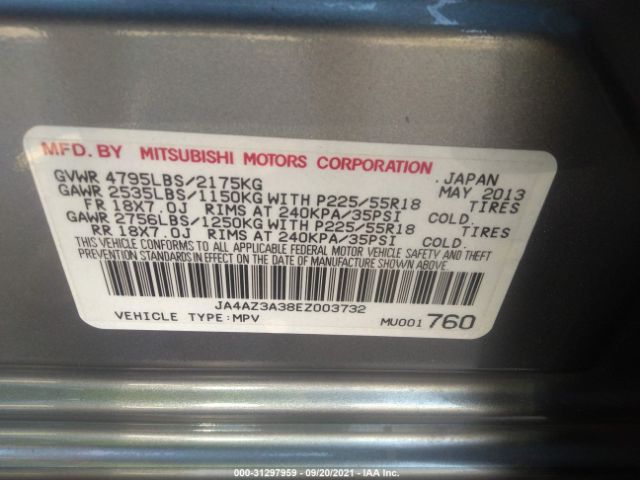 MFD. BY MITSUBISHI MOTORS CORPORATION
. JAPAN
GVWR 4795LBS/2175KG MAY 2013
GAWR 2535LBS/1150KG WITH P225/55R18 TIRES
FR 18X7.0J RIMS AT 240KPA/35PSI COLD.
GAWR 2756LBS/1250KG WITH P225/55R18 TIRES
RR 18X7.0J RIMS AT 240KPA/35PSI COLD.
THIS VEHICLE CONFORMS TO ALL APPLICABLE FEDERAL MOTOR VEHICLE SAFETY AND THEFT
PREVENTION STANDARDS IN EFFECT ON THE DATE OF MANUFACTURE SHOWN ABOVE.
JA4AZ3A38EZ003732
VEHICLE TYPE:MPV MU001 760
000-31297959 - 09/20/2021 - IAA Inc.